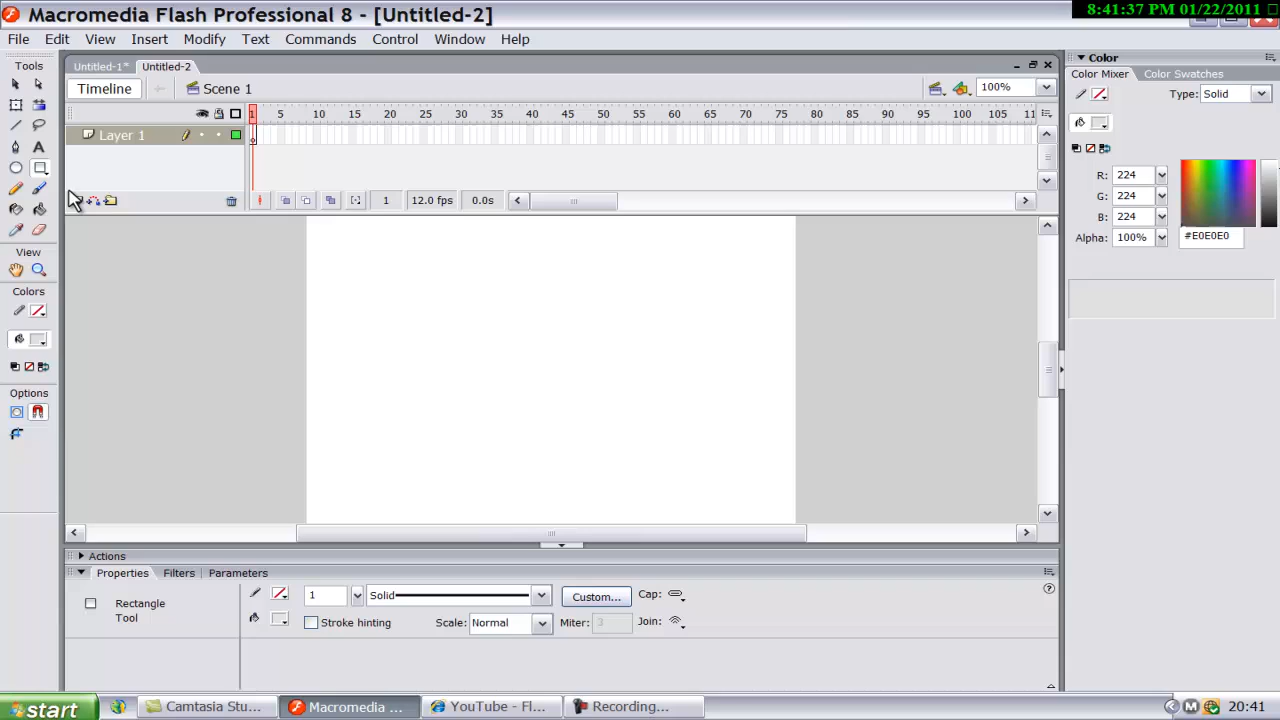 Macromedia Flash Professional 8 - [Untitled-2]
8:41:37 PM 01/22/2011
File Edit View Insert Modify Text Commands Control Window Help
Tools
Untitled-1* Untitled-2
Timeline
Scene 1
100%
1 5 10 15 20 25 30 35 40 45 50 55 60 65 70 75 80 85 90 95 100 105 11
Layer 1
1 12.0 fps 0.0s
View
Colors
Options
Color
Color Mixer Color Swatches
Type: Solid
R: 224
G: 224
B: 224
Alpha: 100% #E0E0E0
Actions
Properties Filters Parameters
Rectangle
Tool
1 Solid Custom... Cap:
Stroke hinting Scale: Normal Miter: 3 Join:
start Camtasia Stu... Macromedia ... YouTube - Fl... Recording... M 20:41